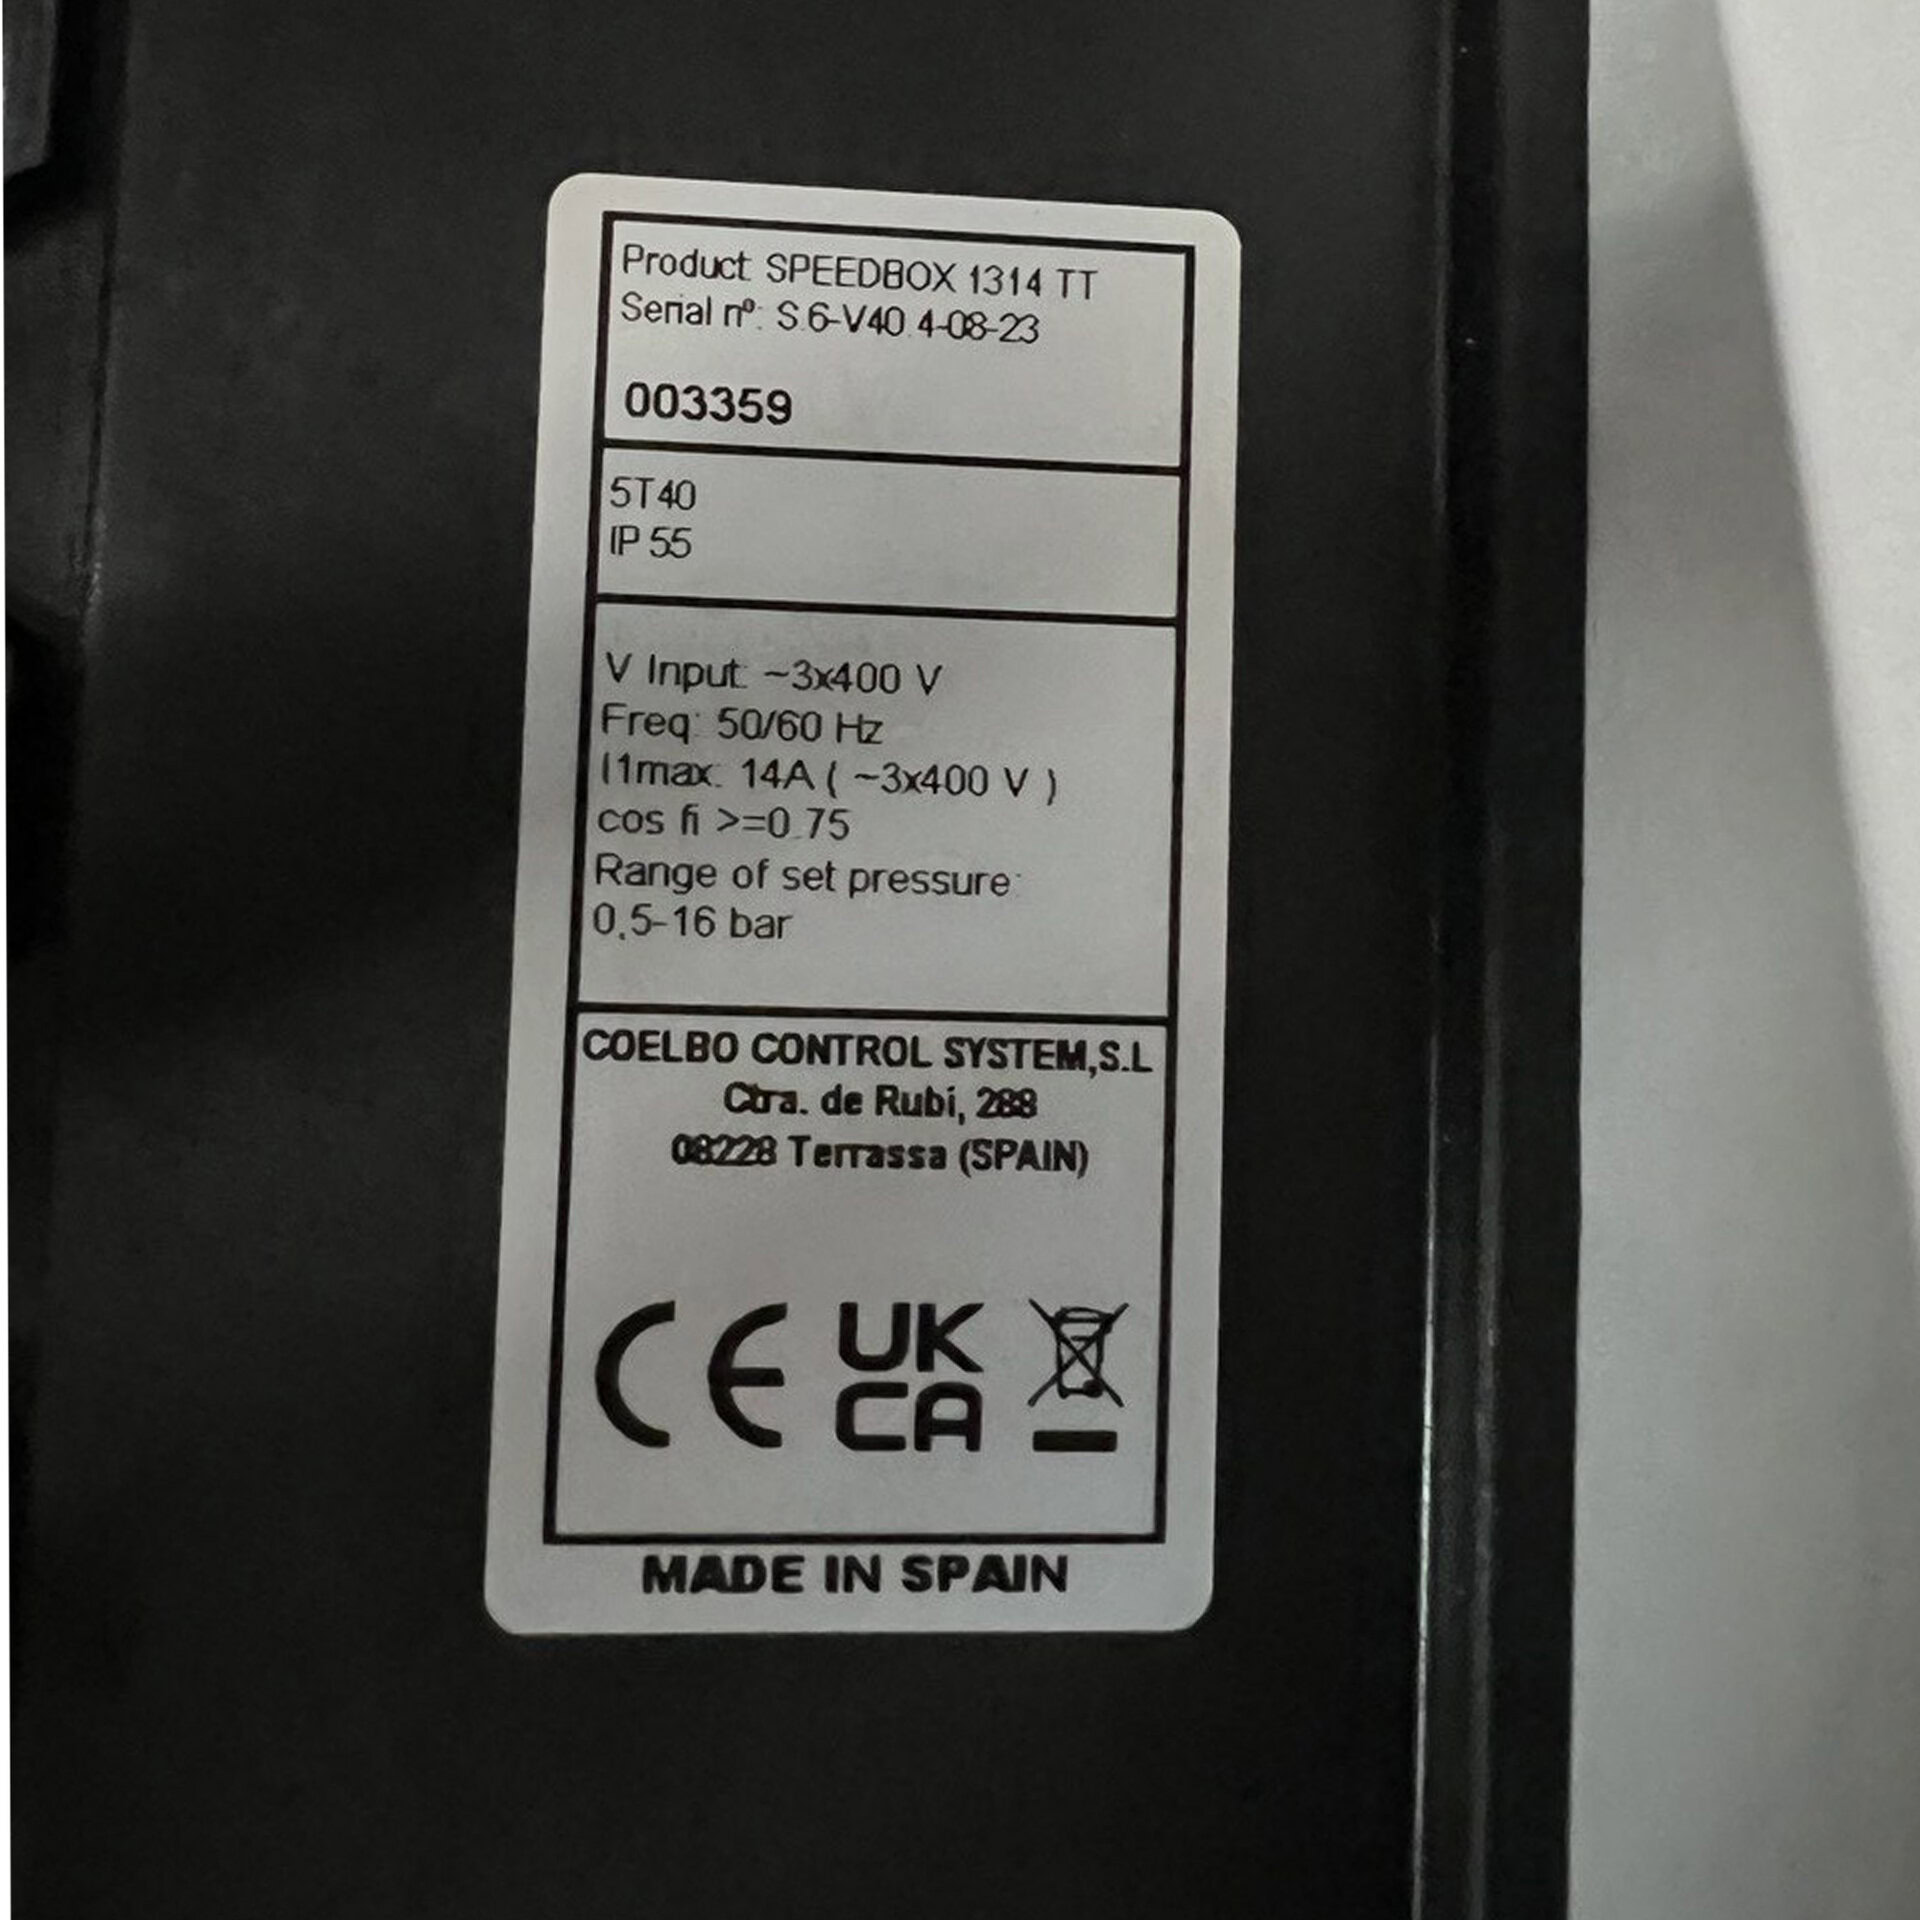 Product: SPEEDBOX 1314 TT
Serial nº: S.6-V40.4-08-23
003359
5T40
IP 55
V Input: ~3x400 V
Freq: 50/60 Hz
I1max: 14A ( ~3x400 V )
cos fi >=0.75
Range of set pressure:
0,5-16 bar
COELBO CONTROL SYSTEM,S.L
Ctra. de Rubí, 288
08228 Terrassa (SPAIN)
CE
UK
CA
MADE IN SPAIN